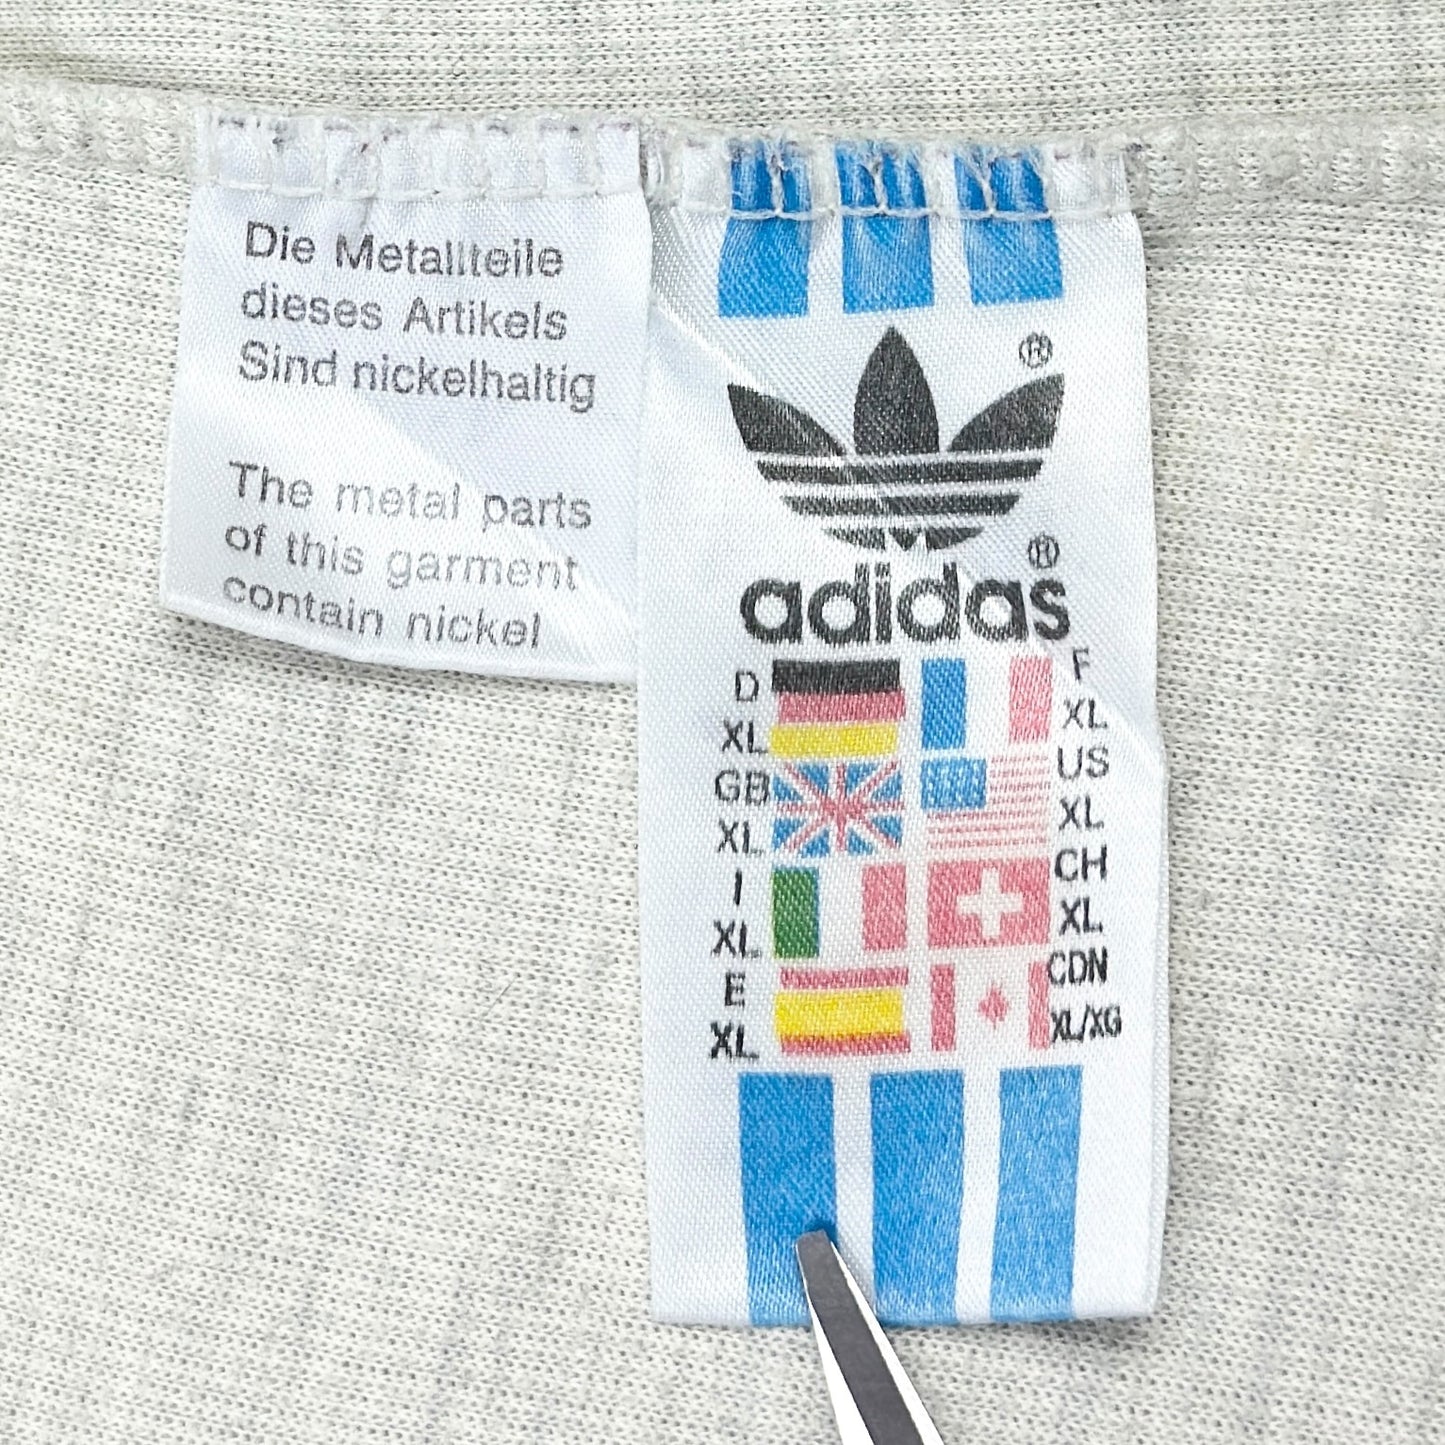 Die Metallteile
dieses Artikels
Sind nickelhaltig
The metal parts
of this garment
contain nickel
®
®
adidas
D
XL
GB
XL
I
XL
E
XL
F
XL
US
XL
CH
XL
CDN
XL/XG